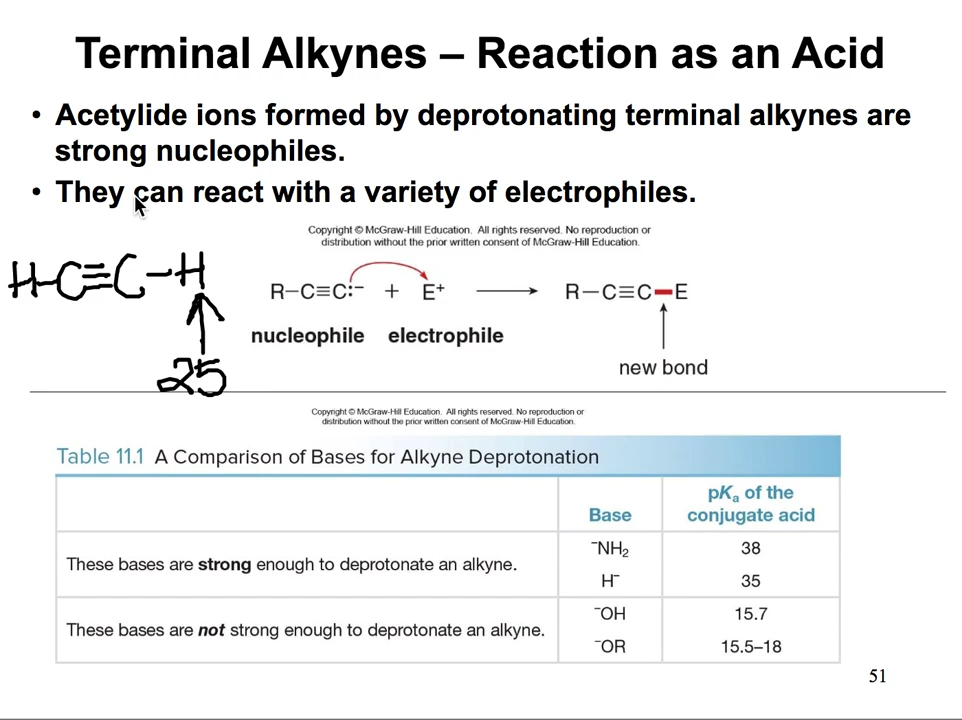 Terminal Alkynes – Reaction as an Acid
• Acetylide ions formed by deprotonating terminal alkynes are
strong nucleophiles.
• They can react with a variety of electrophiles.
Copyright © McGraw-Hill Education. All rights reserved. No reproduction or
distribution without the prior written consent of McGraw-Hill Education.
H-C≡C-H
25
R−C≡C:⁻ + E⁺ ⟶ R−C≡C−E
nucleophile electrophile
new bond
Copyright © McGraw-Hill Education. All rights reserved. No reproduction or
distribution without the prior written consent of McGraw-Hill Education.
Table 11.1 A Comparison of Bases for Alkyne Deprotonation
Base pKₐ of the
conjugate acid
These bases are strong enough to deprotonate an alkyne.
⁻NH₂ 38
H⁻ 35
These bases are not strong enough to deprotonate an alkyne.
⁻OH 15.7
⁻OR 15.5–18
51